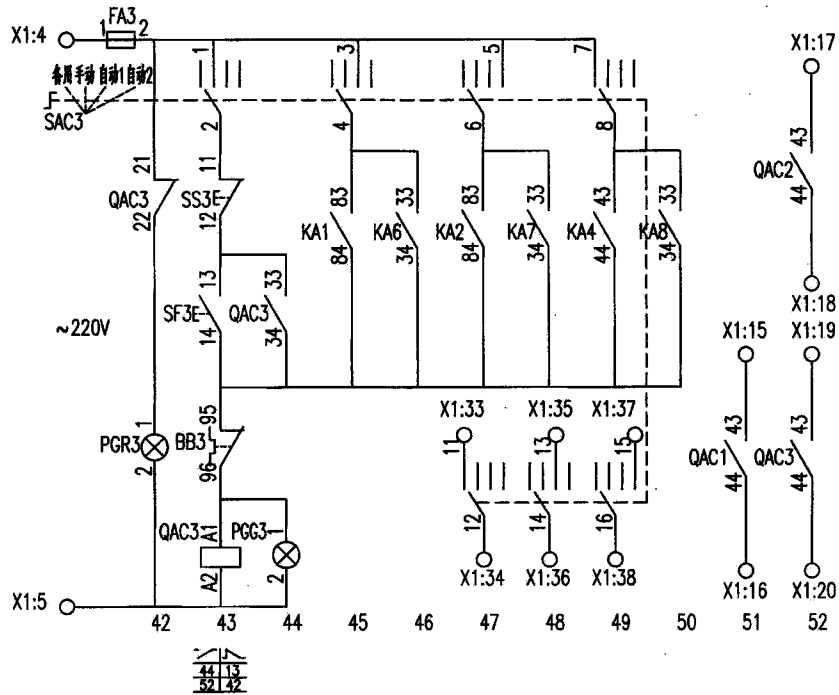 FA3
X1:4 1 2
1 3 5 7 X1:17
备用 手动 自动1 自动2
SAC3
2 4 6 8
43
QAC2
44
21 11
QAC3 SS3E
22 12
83 33 83 33 43 33
KA1 KA6 KA2 KA7 KA4 KA8
84 34 84 34 44 34
13 33
SF3E QAC3
14 34
X1:18
~220V
X1:15 X1:19
X1:33 X1:35 X1:37
11 13 15
1 95
PGR3 BB3
2 96
43 43
QAC1 QAC3
44 44
12 14 16
QAC3 A1 PGG3 1
A2 2
X1:34 X1:36 X1:38
X1:16 X1:20
X1:5
42 43 44 45 46 47 48 49 50 51 52
44 13
52 42